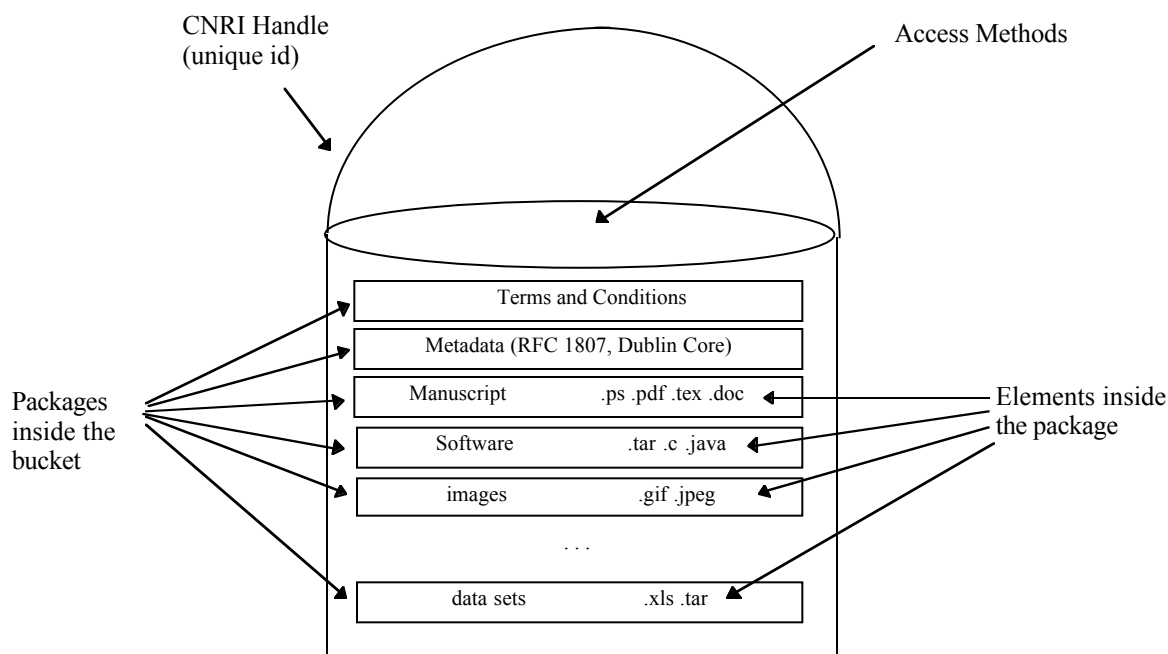 CNRI Handle
(unique id)
Access Methods
Terms and Conditions
Metadata (RFC 1807, Dublin Core)
Manuscript .ps .pdf .tex .doc
Software .tar .c .java
images .gif .jpeg
. . .
data sets .xls .tar
Packages
inside the
bucket
Elements inside
the package